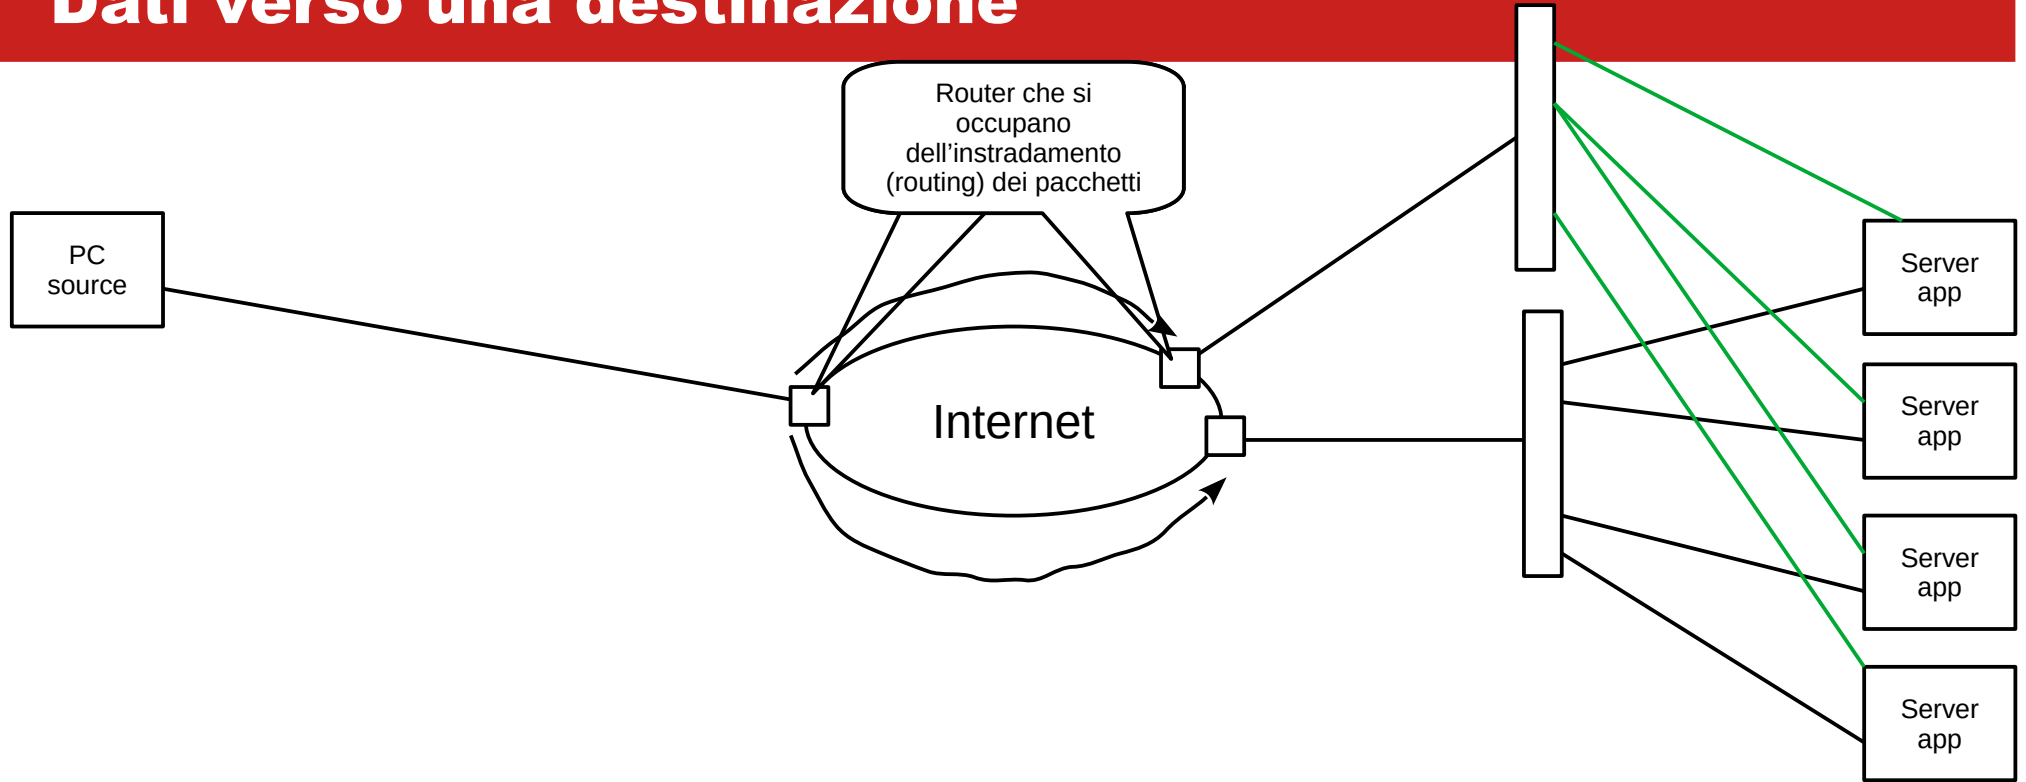 Dati verso una destinazione
Router che si
occupano
dell’instradamento
(routing) dei pacchetti
PC
source
Internet
Server
app
Server
app
Server
app
Server
app